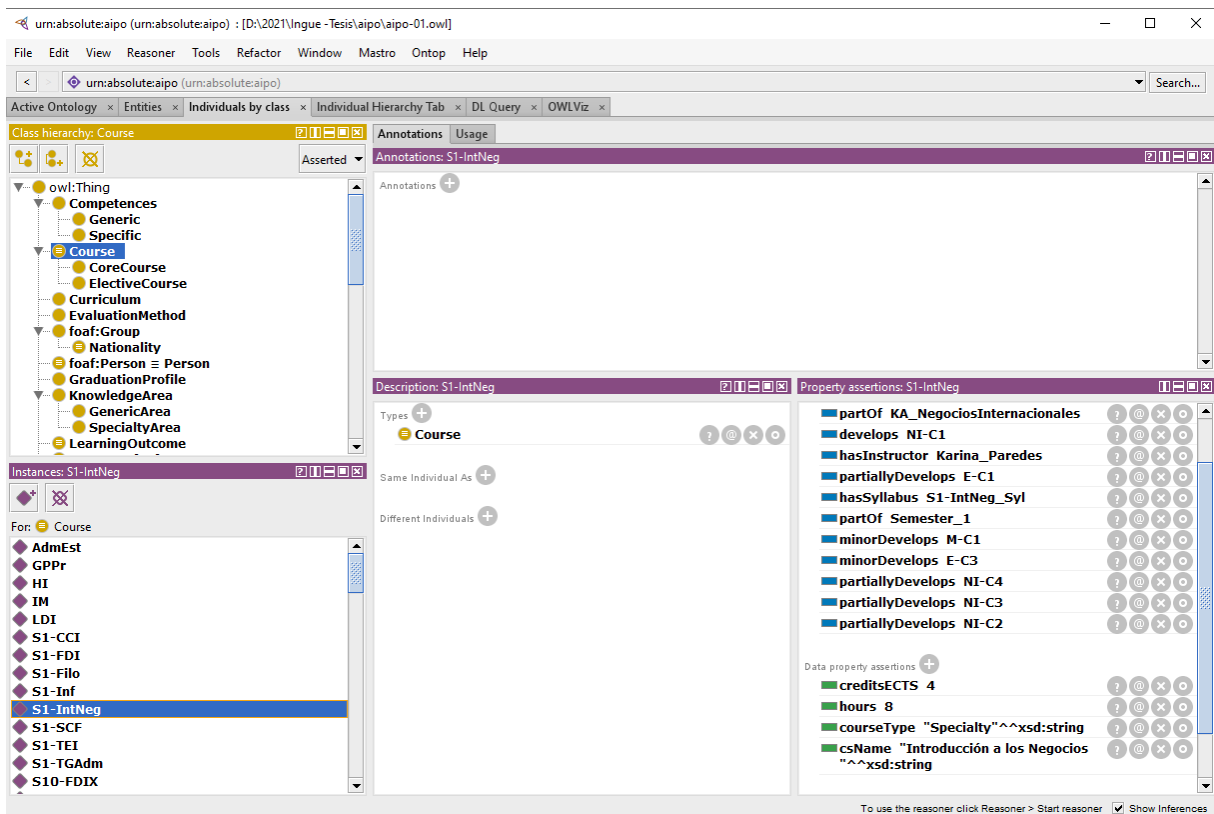 urn:absolute:aipo (urn:absolute:aipo) : [D:\2021\Ingue -Tesis\aipo\aipo-01.owl]
File Edit View Reasoner Tools Refactor Window Mastro Ontop Help
< > urn:absolute:aipo (urn:absolute:aipo) Search...
Active Ontology × Entities × Individuals by class × Individual Hierarchy Tab × DL Query × OWLViz ×
Class hierarchy: Course
Asserted
owl:Thing
Competences
Generic
Specific
Course
CoreCourse
ElectiveCourse
Curriculum
EvaluationMethod
foaf:Group
Nationality
foaf:Person ≡ Person
GraduationProfile
KnowledgeArea
GenericArea
SpecialtyArea
LearningOutcome
Instances: S1-IntNeg
For: Course
AdmEst
GPPr
HI
IM
LDI
S1-CCI
S1-FDI
S1-Filo
S1-Inf
S1-IntNeg
S1-SCF
S1-TEI
S1-TGAdm
S10-FDIX
Annotations Usage
Annotations: S1-IntNeg
Annotations
Description: S1-IntNeg
Types
Course
Same Individual As
Different Individuals
Property assertions: S1-IntNeg
partOf KA_NegociosInternacionales
develops NI-C1
hasInstructor Karina_Paredes
partiallyDevelops E-C1
hasSyllabus S1-IntNeg_Syl
partOf Semester_1
minorDevelops M-C1
minorDevelops E-C3
partiallyDevelops NI-C4
partiallyDevelops NI-C3
partiallyDevelops NI-C2
Data property assertions
creditsECTS 4
hours 8
courseType "Specialty"^^xsd:string
csName "Introducción a los Negocios
"^^xsd:string
To use the reasoner click Reasoner > Start reasoner Show Inferences